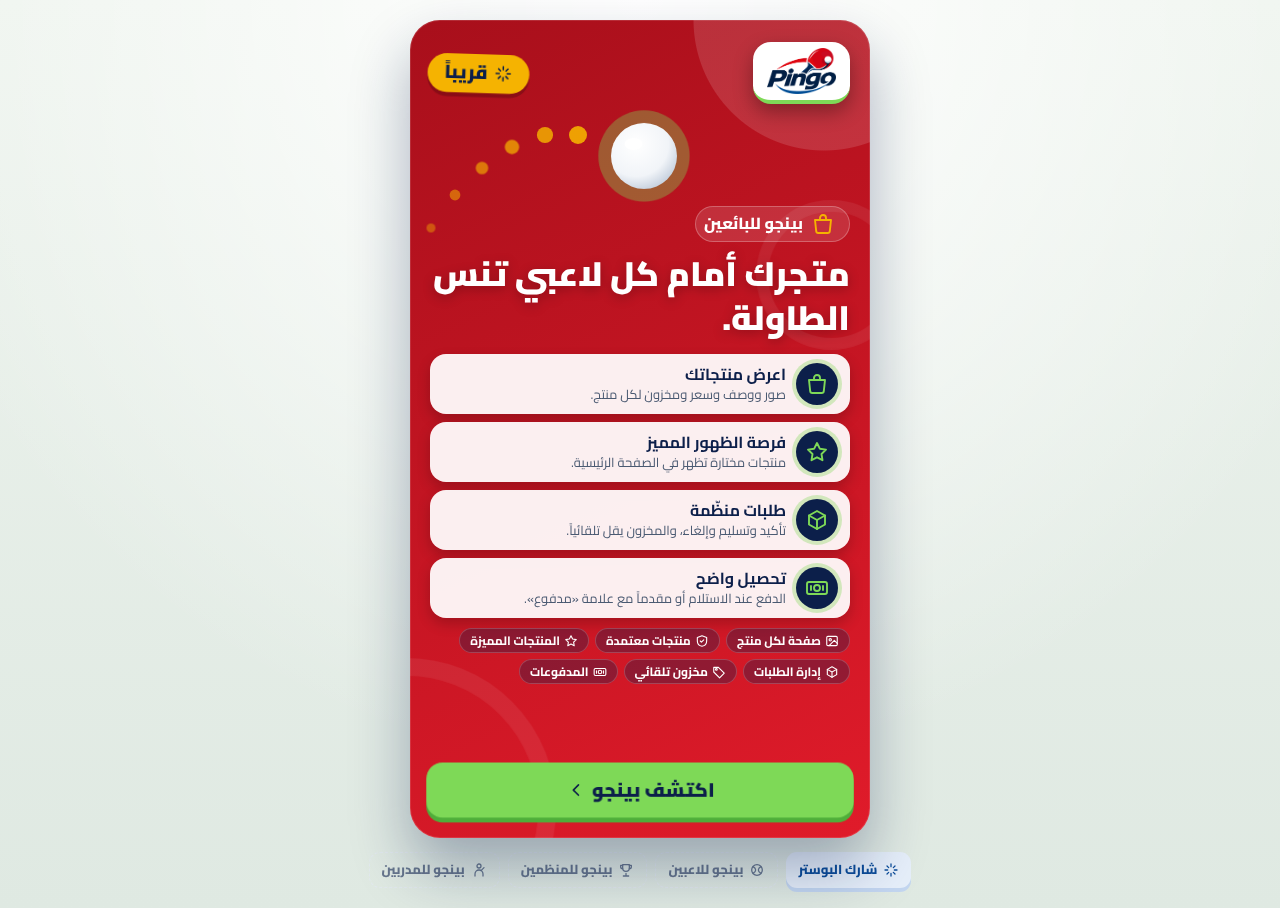 Pingo
قريباً
بينجو للبائعين
متجرك أمام كل لاعبي تنس
الطاولة.
اعرض منتجاتك
صور ووصف وسعر ومخزون لكل منتج.
فرصة الظهور المميز
منتجات مختارة تظهر في الصفحة الرئيسية.
طلبات منظّمة
تأكيد وتسليم وإلغاء، والمخزون يقل تلقائياً.
تحصيل واضح
الدفع عند الاستلام أو مقدماً مع علامة «مدفوع».
صفحة لكل منتج منتجات معتمدة المنتجات المميزة
إدارة الطلبات مخزون تلقائي المدفوعات
اكتشف بينجو
شارك البوستر بينجو للاعبين بينجو للمنظمين بينجو للمدربين